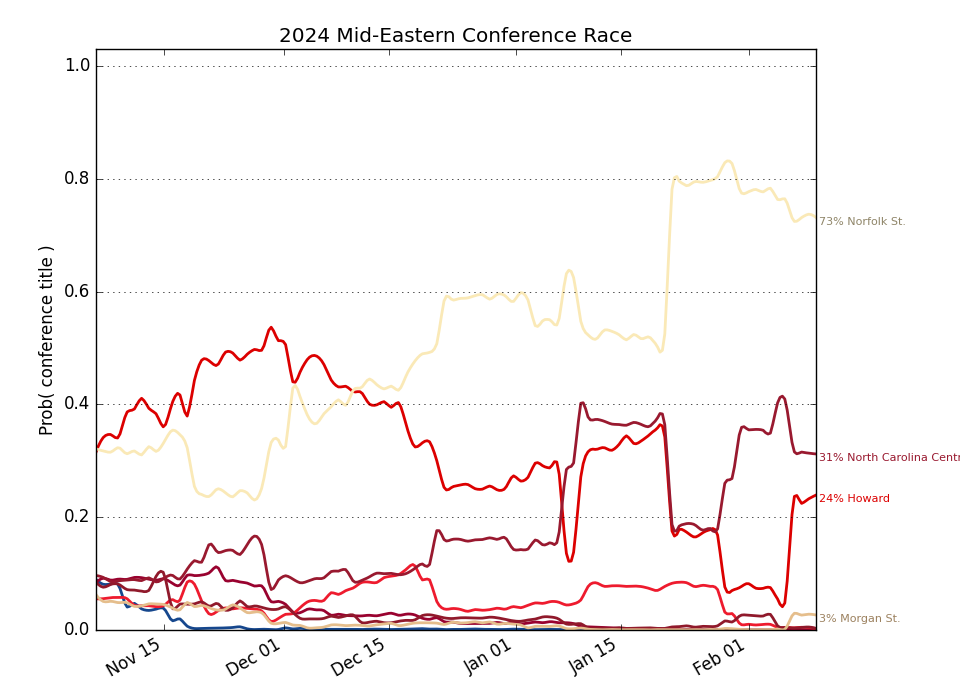 2024 Mid-Eastern Conference Race
1.0
0.8
0.6
0.4
0.2
0.0
Prob( conference title )
73% Norfolk St.
31% North Carolina Centr
24% Howard
3% Morgan St.
Nov 15
Dec 01
Dec 15
Jan 01
Jan 15
Feb 01